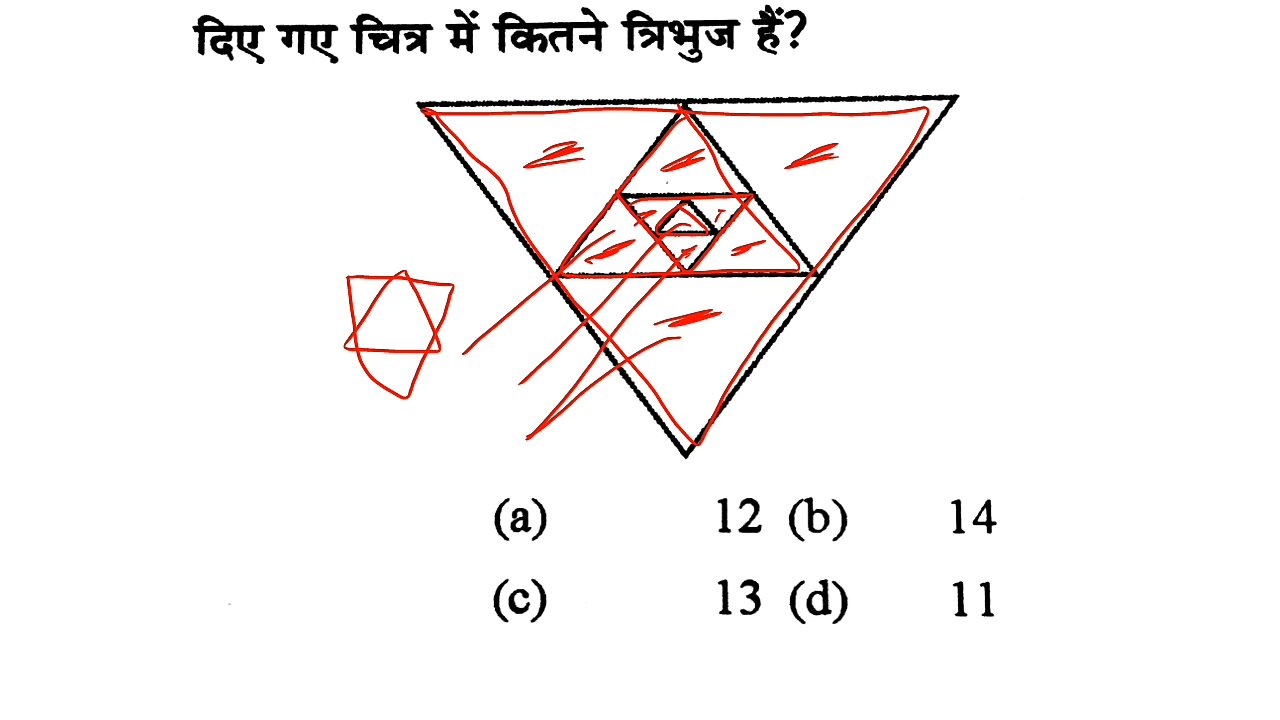 दिए गए चित्र में कितने त्रिभुज हैं?
(a) 12 (b) 14
(c) 13 (d) 11